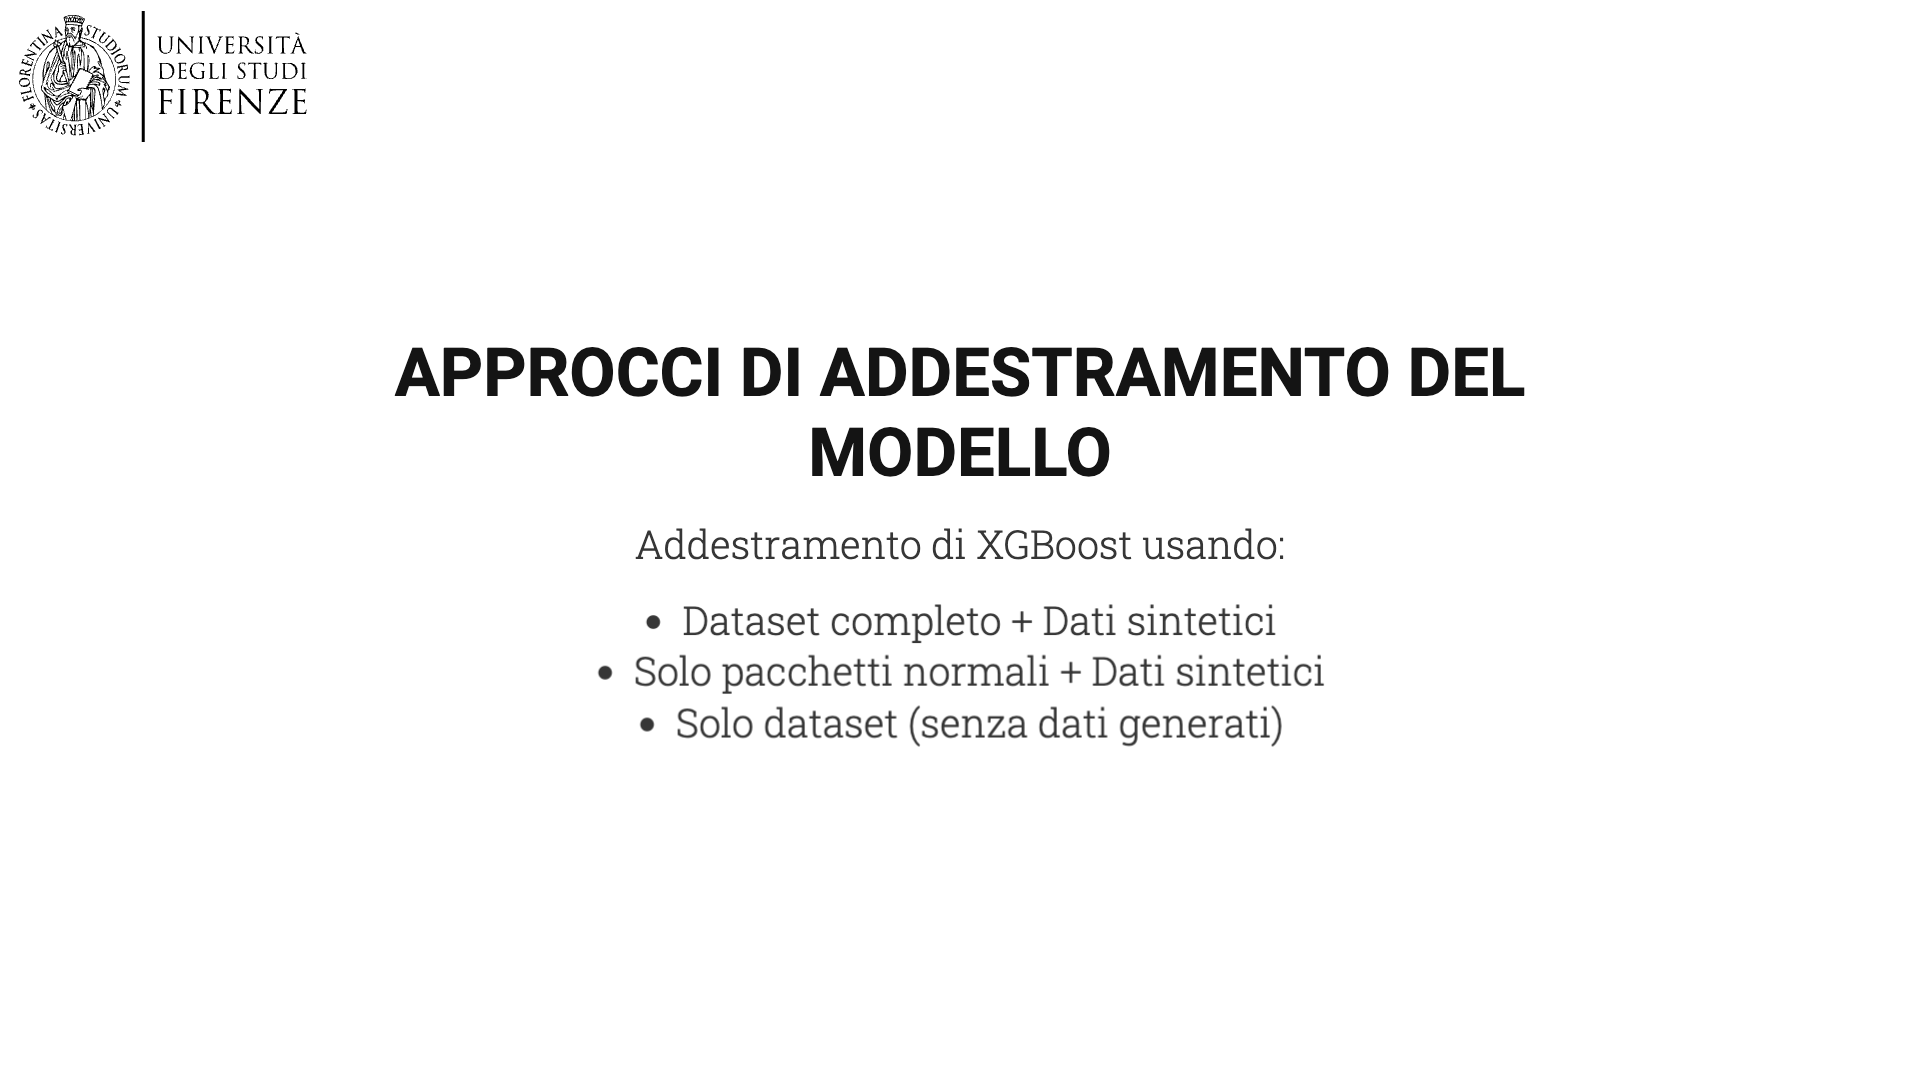 FLORENTINA STUDIORUM UNIVERSITAS
UNIVERSITÀ
DEGLI STUDI
FIRENZE
APPROCCI DI ADDESTRAMENTO DEL
MODELLO
Addestramento di XGBoost usando:
• Dataset completo + Dati sintetici
• Solo pacchetti normali + Dati sintetici
• Solo dataset (senza dati generati)